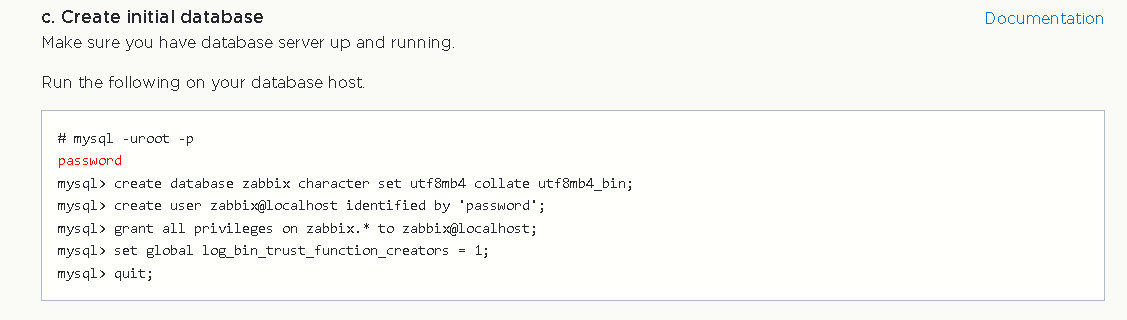 c. Create initial database
Documentation
Make sure you have database server up and running.
Run the following on your database host.
# mysql -uroot -p
password
mysql> create database zabbix character set utf8mb4 collate utf8mb4_bin;
mysql> create user zabbix@localhost identified by 'password';
mysql> grant all privileges on zabbix.* to zabbix@localhost;
mysql> set global log_bin_trust_function_creators = 1;
mysql> quit;